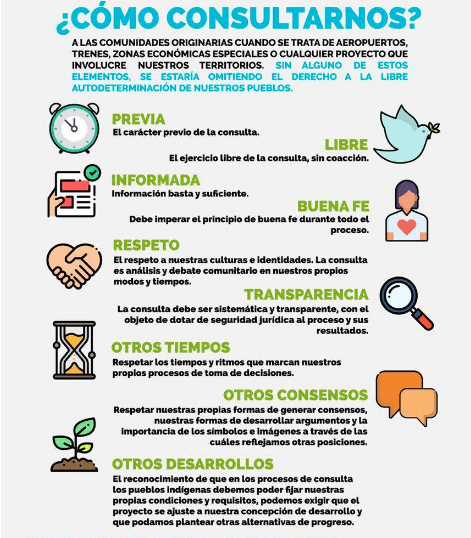 ¿CÓMO CONSULTARNOS?
A LAS COMUNIDADES ORIGINARIAS CUANDO SE TRATA DE AEROPUERTOS,
TRENES, ZONAS ECONÓMICAS ESPECIALES O CUALQUIER PROYECTO QUE
INVOLUCRE NUESTROS TERRITORIOS. SIN ALGUNO DE ESTOS
ELEMENTOS, SE ESTARÍA OMITIENDO EL DERECHO A LA LIBRE
AUTODETERMINACIÓN DE NUESTROS PUEBLOS.
PREVIA
El carácter previo de la consulta.
LIBRE
El ejercicio libre de la consulta, sin coacción.
INFORMADA
Información basta y suficiente.
BUENA FE
Debe imperar el principio de buena fe durante todo el
proceso.
RESPETO
El respeto a nuestras culturas e identidades. La consulta
es análisis y debate comunitario en nuestros propios
modos y tiempos.
TRANSPARENCIA
La consulta debe ser sistemática y transparente, con el
objeto de dotar de seguridad jurídica al proceso y sus
resultados.
OTROS TIEMPOS
Respetar los tiempos y ritmos que marcan nuestros
propios procesos de toma de decisiones.
OTROS CONSENSOS
Respetar nuestras propias formas de generar consensos,
nuestras formas de desarrollar argumentos y la
importancia de los símbolos e imágenes a través de las
cuáles reflejamos otras posiciones.
OTROS DESARROLLOS
El reconocimiento de que en los procesos de consulta
los pueblos indígenas debemos poder fijar nuestras
propias condiciones y requisitos, podemos exigir que el
proyecto se ajuste a nuestra concepción de desarrollo y
que podamos plantear otras alternativas de progreso.